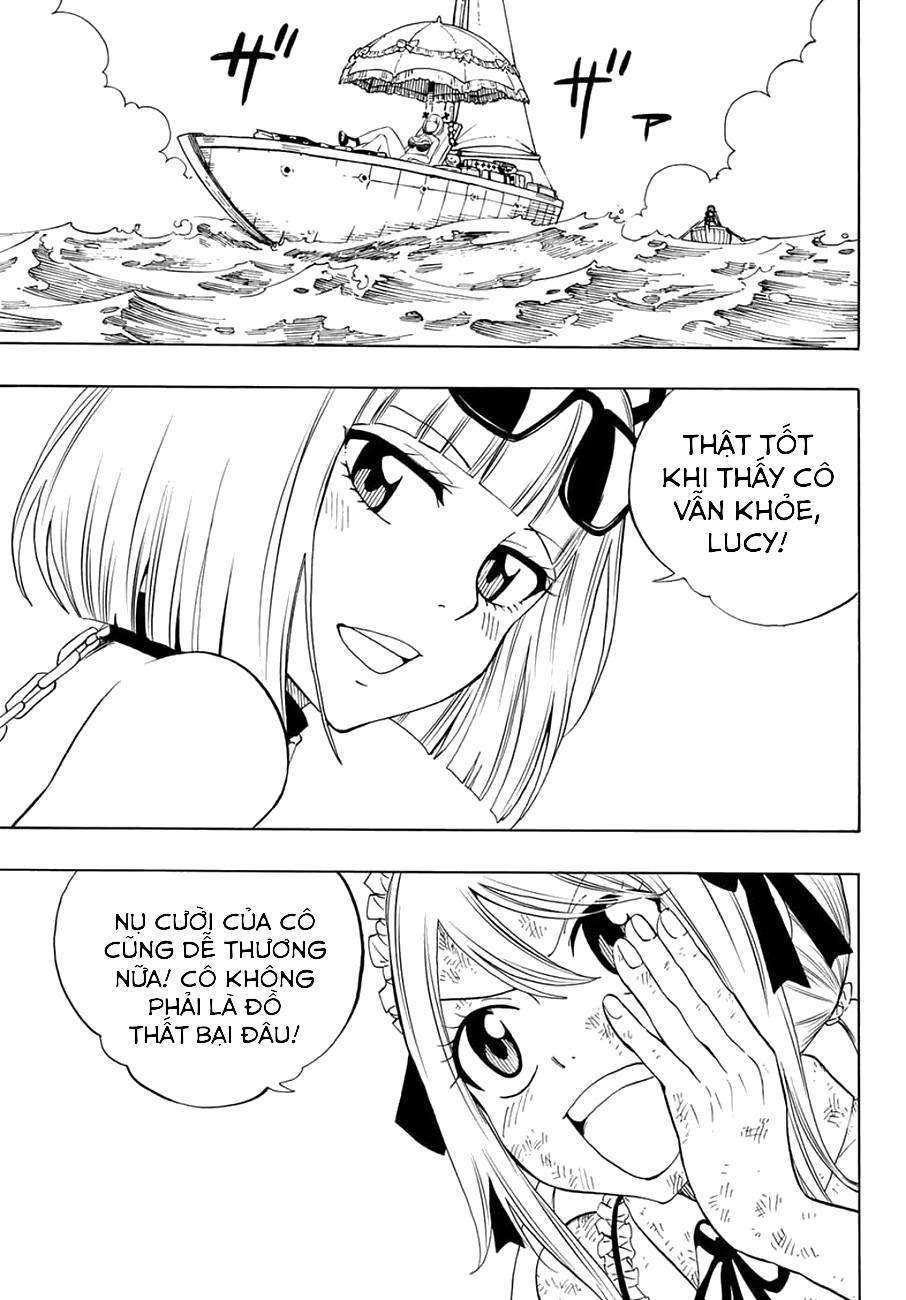 ザザァ
THẬT TỐT
KHI THẤY CÔ
VẪN KHỎE,
LUCY!
NỤ CƯỜI CỦA CÔ
CŨNG DỄ THƯƠNG
NỮA! CÔ KHÔNG
PHẢI LÀ ĐỒ
THẤT BẠI ĐÂU!